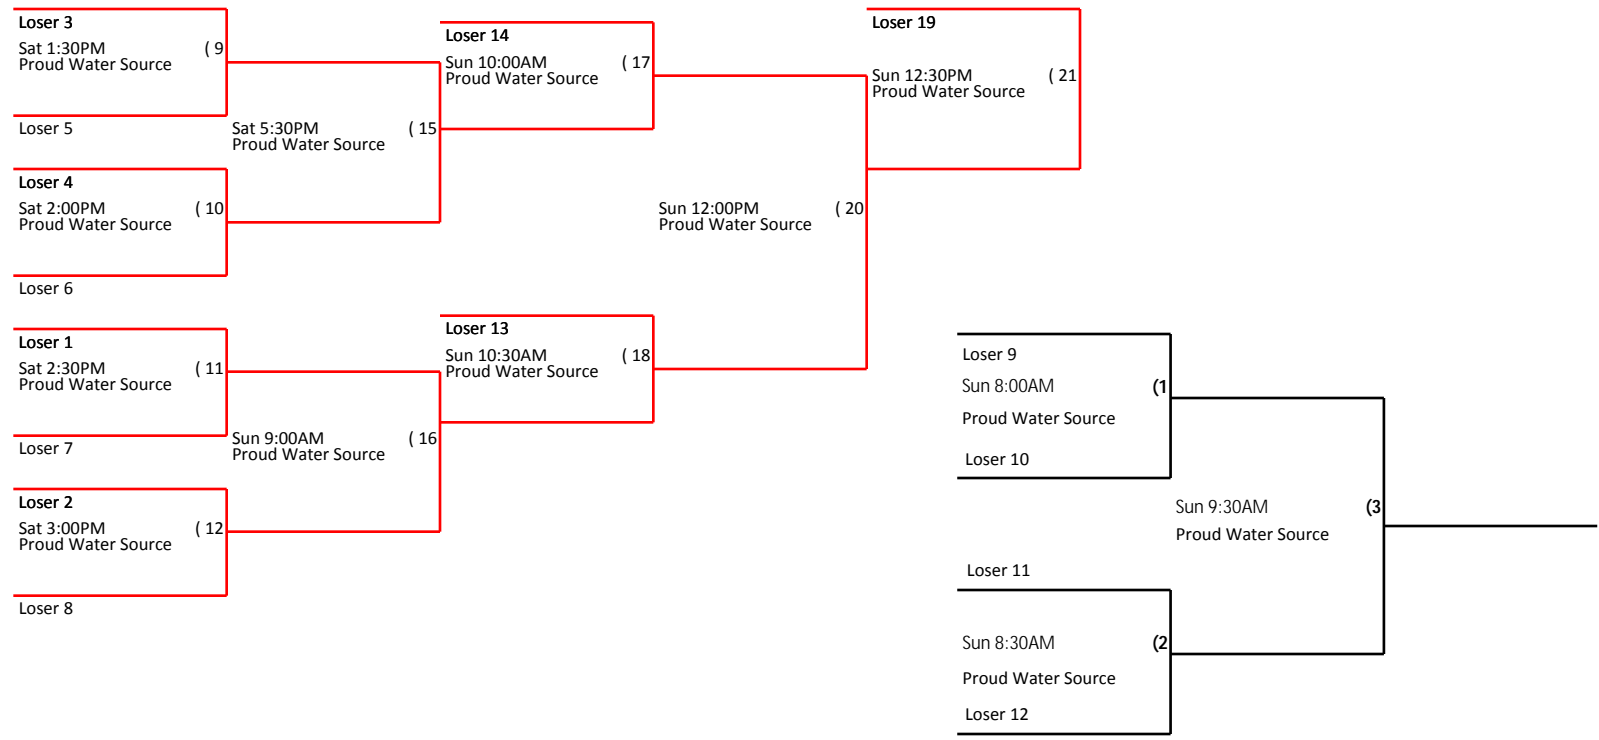 Loser 3
Sat 1:30PM ( 9
Proud Water Source
Loser 5
Sat 5:30PM ( 15
Proud Water Source
Loser 4
Sat 2:00PM ( 10
Proud Water Source
Loser 6
Loser 1
Sat 2:30PM ( 11
Proud Water Source
Loser 7
Sun 9:00AM ( 16
Proud Water Source
Loser 2
Sat 3:00PM ( 12
Proud Water Source
Loser 8
Loser 14
Sun 10:00AM ( 17
Proud Water Source
Loser 13
Sun 10:30AM ( 18
Proud Water Source
Sun 12:00PM ( 20
Proud Water Source
Loser 19
Sun 12:30PM ( 21
Proud Water Source
Loser 9
Sun 8:00AM (1
Proud Water Source
Loser 10
Sun 9:30AM (3
Proud Water Source
Loser 11
Sun 8:30AM (2
Proud Water Source
Loser 12